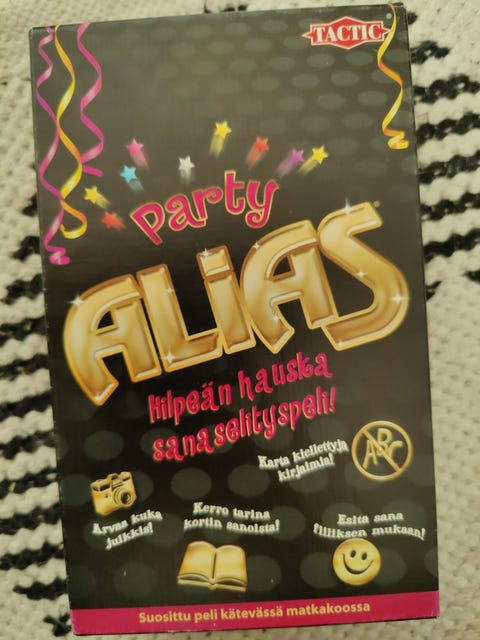 TACTIC
Party
ALiAS
Kilpeän hauska
sanaselityspeli!
Karta kiellettyjä
kirjaimia!
ABC
Arvaa kuka
julkkis!
Kerro tarina
kortin sanoista!
Esitä sana
fiiliksen mukaan!
Suosittu peli kätevässä matkakoossa